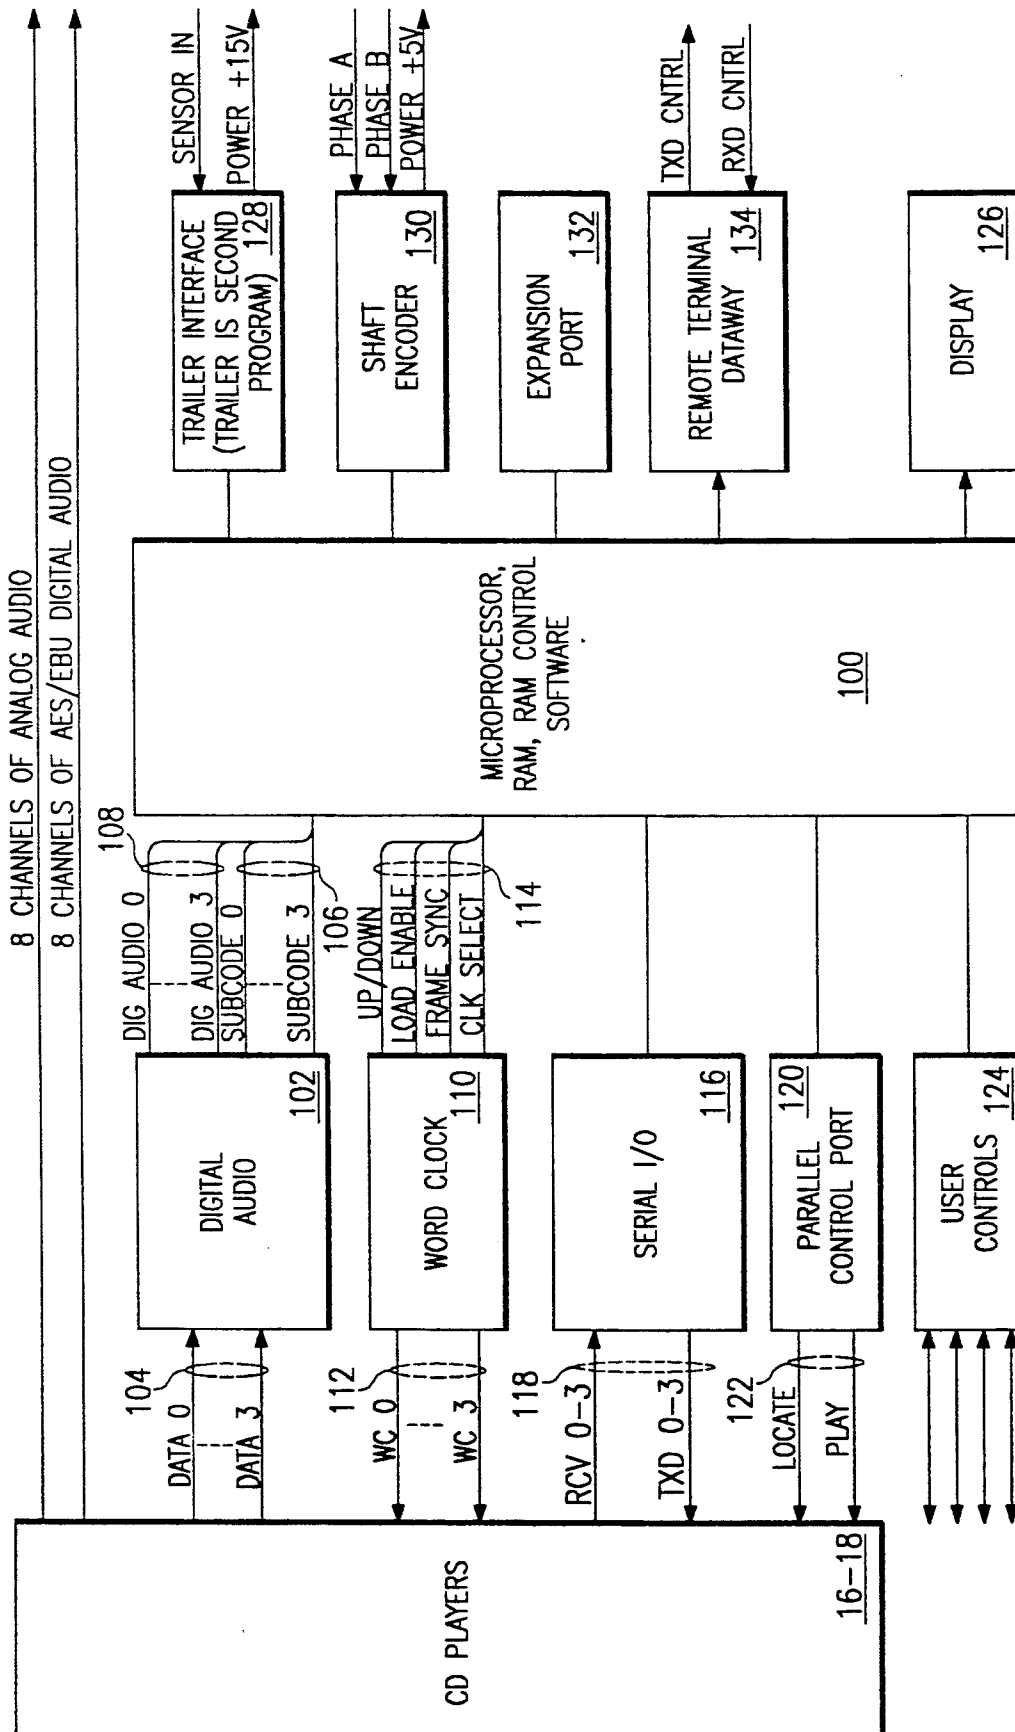 8 CHANNELS OF ANALOG AUDIO
8 CHANNELS OF AES/EBU DIGITAL AUDIO
CD PLAYERS
16-18
DATA 0
DATA 3
104
DIGITAL
AUDIO
102
DIG AUDIO 0
DIG AUDIO 3
SUBCODE 0
SUBCODE 3
108
106
WC 0
WC 3
112
WORD CLOCK
110
UP/DOWN
LOAD ENABLE
FRAME SYNC
CLK SELECT
114
RCV 0-3
TXD 0-3
118
SERIAL I/O
116
LOCATE
PLAY
122
PARALLEL
CONTROL PORT
120
USER
CONTROLS
124
MICROPROCESSOR,
RAM, RAM CONTROL
SOFTWARE
100
TRAILER INTERFACE
(TRAILER IS SECOND
PROGRAM)
128
SENSOR IN
POWER +15V
SHAFT
ENCODER
130
PHASE A
PHASE B
POWER +5V
EXPANSION
PORT
132
REMOTE TERMINAL
DATAWAY
134
TXD CNTRL
RXD CNTRL
DISPLAY
126